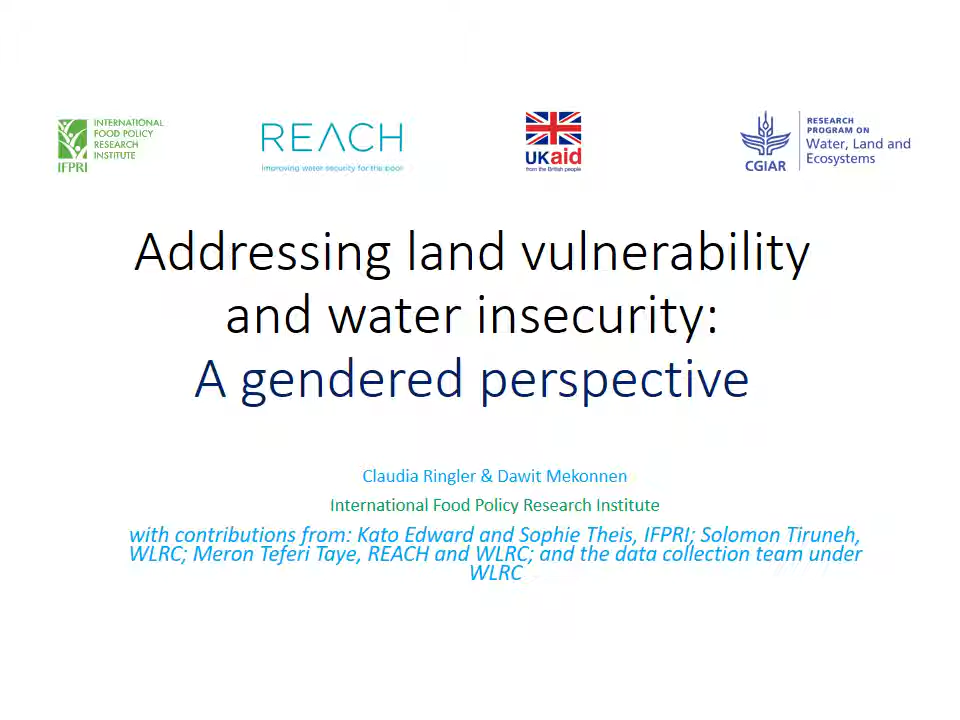 INTERNATIONAL
FOOD POLICY
RESEARCH
INSTITUTE
IFPRI
REACH
Improving water security for the poor
UKaid
from the British people
CGIAR
RESEARCH
PROGRAM ON
Water, Land and
Ecosystems
Addressing land vulnerability
and water insecurity:
A gendered perspective
Claudia Ringler & Dawit Mekonnen
International Food Policy Research Institute
with contributions from: Kato Edward and Sophie Theis, IFPRI; Solomon Tiruneh,
WLRC; Meron Teferi Taye, REACH and WLRC; and the data collection team under
WLRC